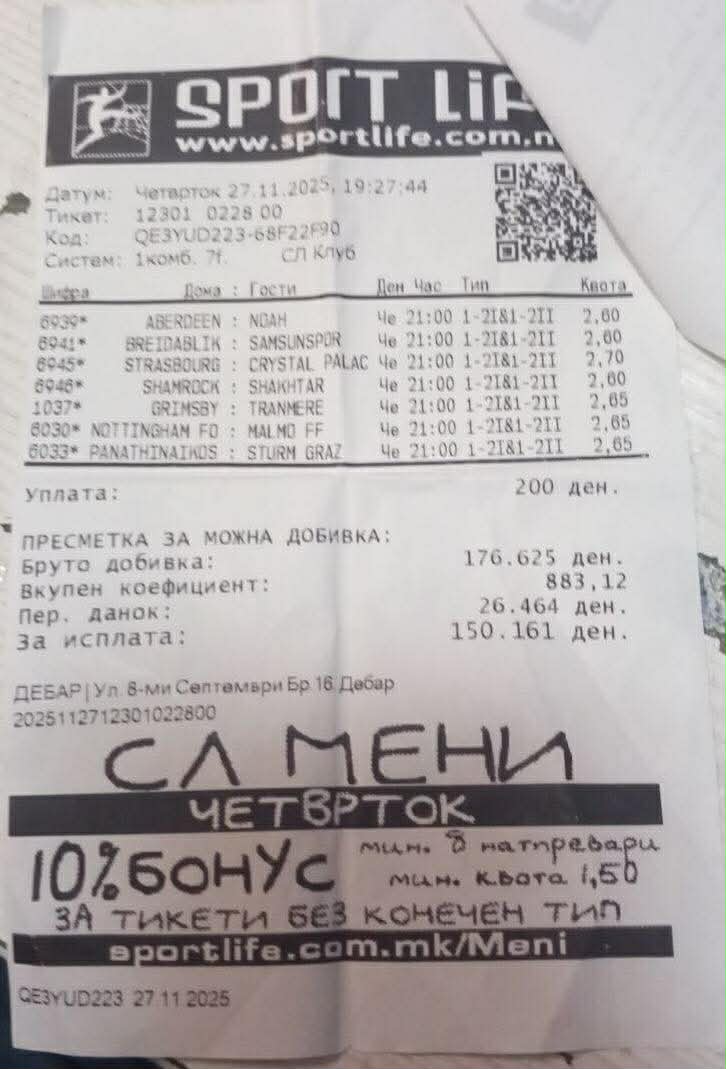 SPORT LiF
www.sportlife.com.m
Датум: Четврток 27.11.2025, 19:27:44
Тикет: 12301 0228 00
Код: QE3YUD223-68F22F90
Систем: 1комб. 7f. СЛ Клуб
Шифра Дома : Гости Ден Час Тип Квота
6939* ABERDEEN : NOAH Че 21:00 1-2I&1-2II 2,60
6941* BREIDABLIK : SAMSUNSPOR Че 21:00 1-2I&1-2II 2,60
6945* STRASBOURG : CRYSTAL PALAC Че 21:00 1-2I&1-2II 2,70
6946* SHAMROCK : SHAKHTAR Че 21:00 1-2I&1-2II 2,60
1037* GRIMSBY : TRANMERE Че 21:00 1-2I&1-2II 2,65
6030* NOTTINGHAM FO : MALMO FF Че 21:00 1-2I&1-2II 2,65
6033* PANATHINAIKOS : STURM GRAZ Че 21:00 1-2I&1-2II 2,65
Уплата: 200 ден.
ПРЕСМЕТКА ЗА МОЖНА ДОБИВКА:
Бруто добивка: 176.625 ден.
Вкупен коефициент: 883,12
Пер. данок: 26.464 ден.
За исплата: 150.161 ден.
ДЕБАР | Ул. 8-ми Септември Бр 16 Дебар
2025112712301022800
СЛ МЕНИ
ЧЕТВРТОК
10% БОНУС мин. 8 натпревари
мин. квота 1,50
ЗА ТИКЕТИ БЕЗ КОНЕЧЕН ТИП
sportlife.com.mk/Meni
QE3YUD223 27.11.2025